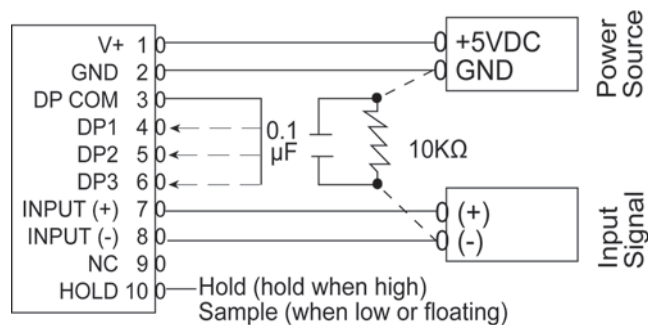 V+ 1
GND 2
DP COM 3
DP1 4
DP2 5
DP3 6
INPUT (+) 7
INPUT (-) 8
NC 9
HOLD 10
0.1
µF
10KΩ
+5VDC
GND
Power
Source
(+)
(-)
Input
Signal
Hold (hold when high)
Sample (when low or floating)